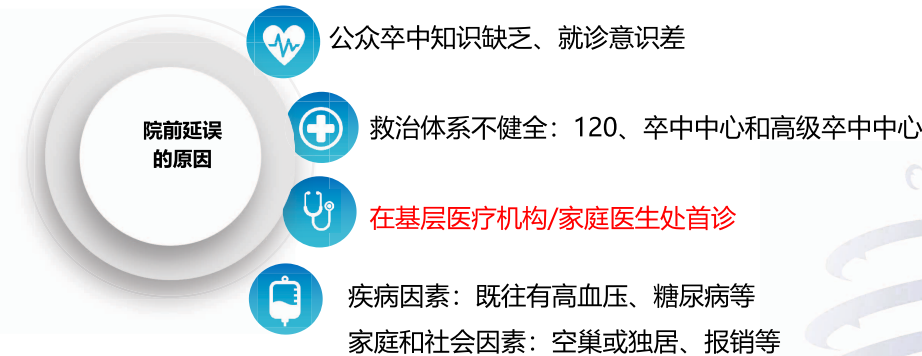 公众卒中知识缺乏、就诊意识差
院前延误
的原因
救治体系不健全：120、卒中中心和高级卒中中心
在基层医疗机构/家庭医生处首诊
疾病因素：既往有高血压、糖尿病等
家庭和社会因素：空巢或独居、报销等